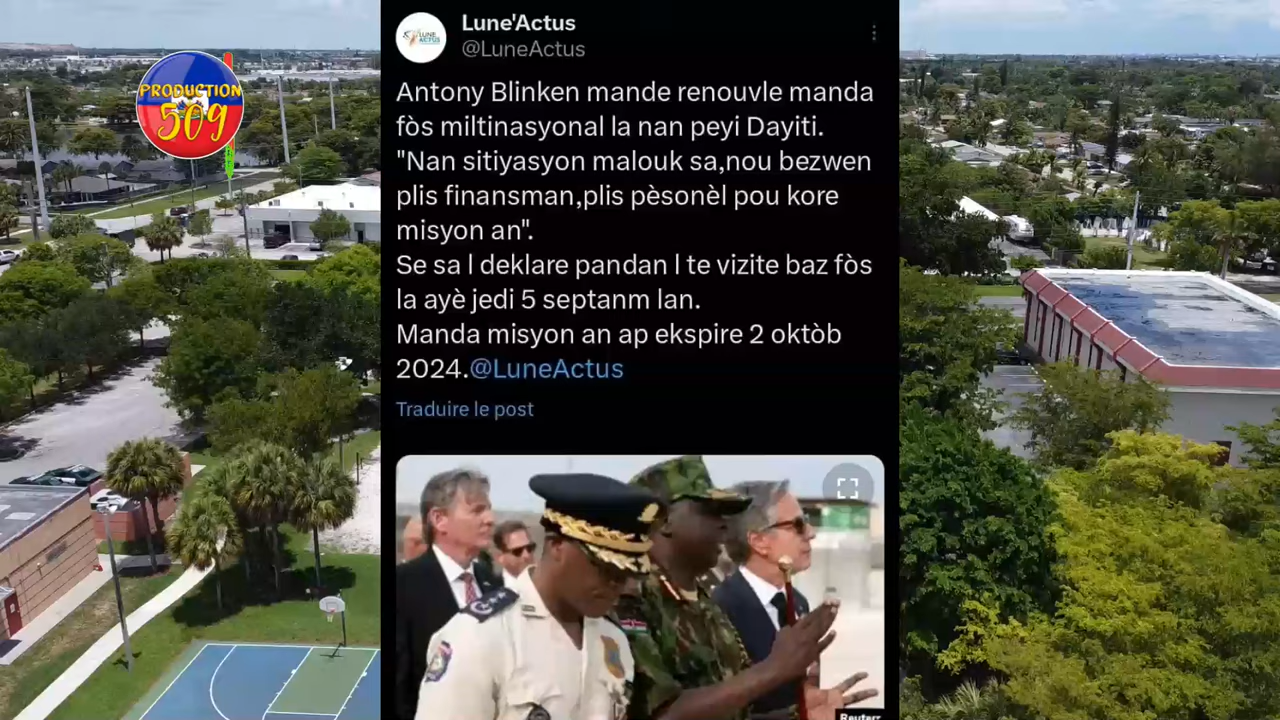 PRODUCTION
509
Lune'Actus
@LuneActus
LUNE
ACTUS
Antony Blinken mande renouvle manda
fòs miltinasyonal la nan peyi Dayiti.
"Nan sitiyasyon malouk sa,nou bezwen
plis finansman,plis pèsonèl pou kore
misyon an".
Se sa l deklare pandan l te vizite baz fòs
la ayè jedi 5 septanm lan.
Manda misyon an ap ekspire 2 oktòb
2024.@LuneActus
Traduire le post
Reuters